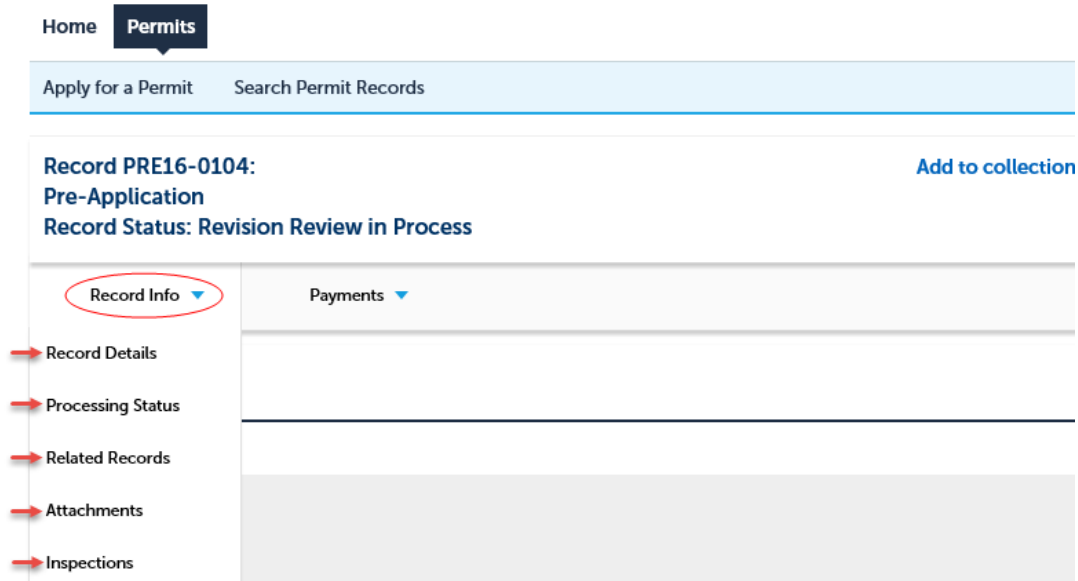 Home Permits
Apply for a Permit Search Permit Records
Record PRE16-0104:
Add to collection
Pre-Application
Record Status: Revision Review in Process
Record Info Payments
Record Details
Processing Status
Related Records
Attachments
Inspections